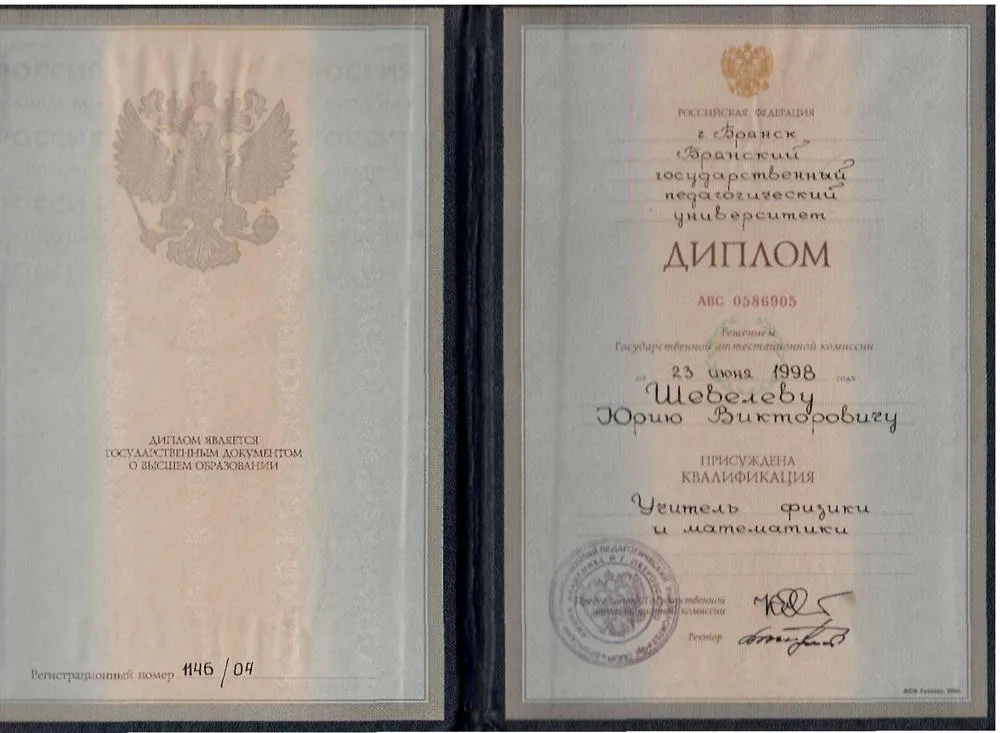 ДИПЛОМ ЯВЛЯЕТСЯ
ГОСУДАРСТВЕННЫМ ДОКУМЕНТОМ
О ВЫСШЕМ ОБРАЗОВАНИИ
Регистрационный номер 1146/04
РОССИЙСКАЯ ФЕДЕРАЦИЯ
г Брянск
Брянский
государственный
педагогический
университет
ДИПЛОМ
АВС 0586905
Решением
Государственной аттестационной комиссии
от 23 июня 1998 года
Шевелеву
Юрию Викторовичу
ПРИСУЖДЕНА
КВАЛИФИКАЦИЯ
Учитель физики
и математики
Председатель Государственной
аттестационной комиссии
Ректор